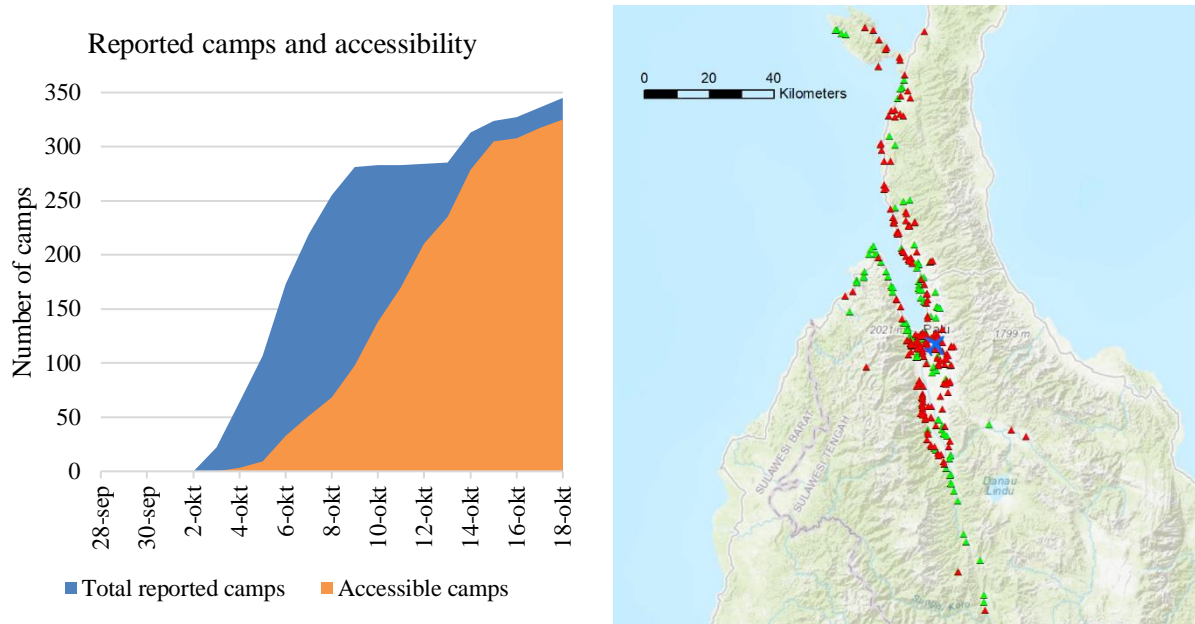 Reported camps and accessibility
Number of camps
350
300
250
200
150
100
50
0
28-sep
30-sep
2-okt
4-okt
6-okt
8-okt
10-okt
12-okt
14-okt
16-okt
18-okt
Total reported camps
Accessible camps
0 20 40
Kilometers
2021 m
1799 m
SULAWESI BARAT
SULAWESI TENGAH
Danau
Lindu